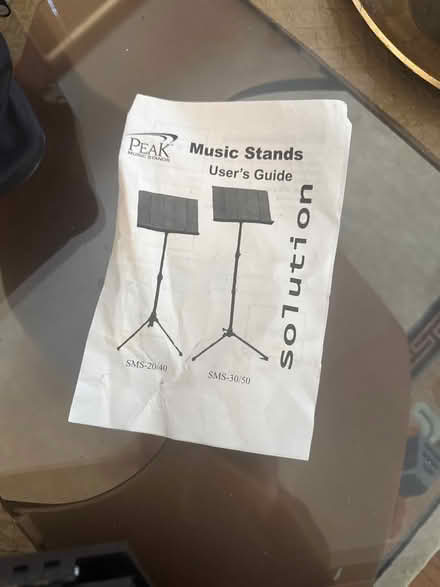 PEAK
MUSIC STANDS
Music Stands
User's Guide
solution
SMS-20/40
SMS-30/50